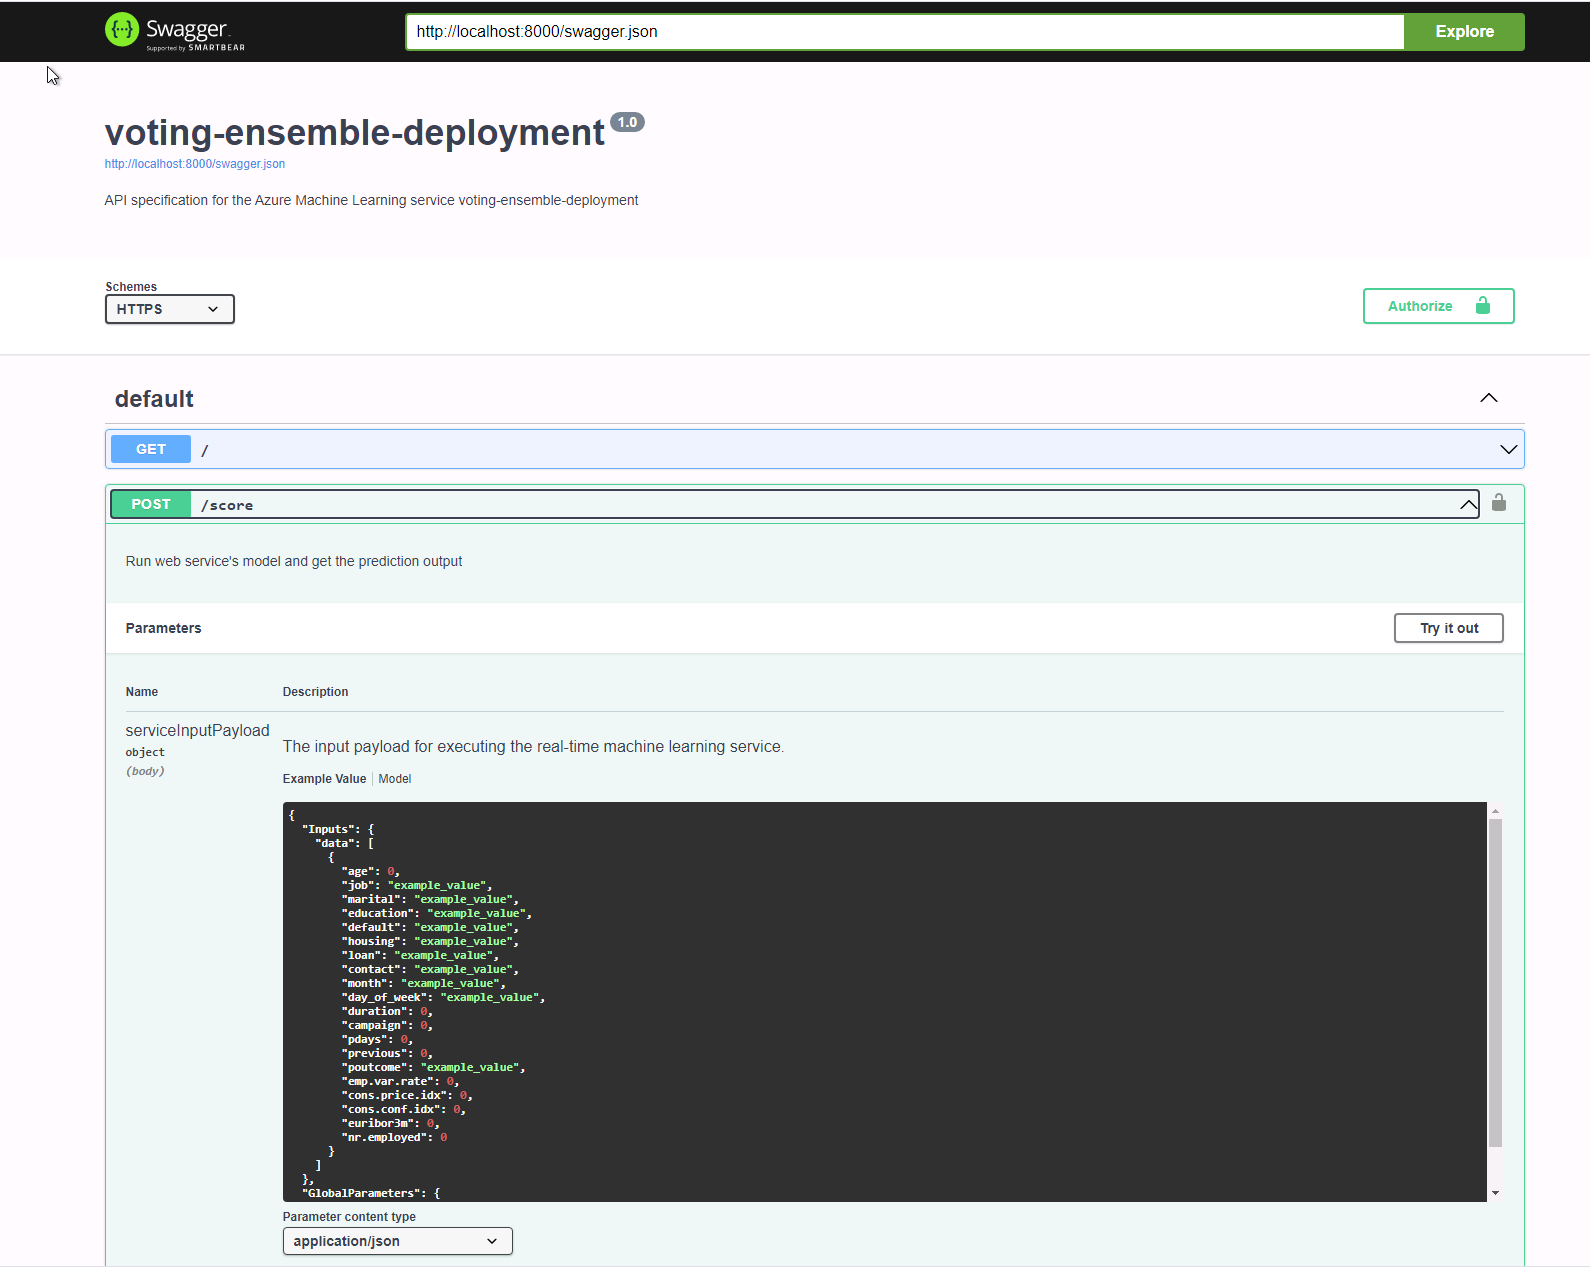 {···} Swagger.
Supported by SMARTBEAR
http://localhost:8000/swagger.json
Explore
voting-ensemble-deployment 1.0
http://localhost:8000/swagger.json
API specification for the Azure Machine Learning service voting-ensemble-deployment
Schemes
HTTPS
Authorize
default
GET /
POST /score
Run web service's model and get the prediction output
Parameters
Try it out
Name Description
serviceInputPayload
object
(body)
The input payload for executing the real-time machine learning service.
Example Value Model
{
  "Inputs": {
    "data": [
      {
        "age": 0,
        "job": "example_value",
        "marital": "example_value",
        "education": "example_value",
        "default": "example_value",
        "housing": "example_value",
        "loan": "example_value",
        "contact": "example_value",
        "month": "example_value",
        "day_of_week": "example_value",
        "duration": 0,
        "campaign": 0,
        "pdays": 0,
        "previous": 0,
        "poutcome": "example_value",
        "emp.var.rate": 0,
        "cons.price.idx": 0,
        "cons.conf.idx": 0,
        "euribor3m": 0,
        "nr.employed": 0
      }
    ]
  },
  "GlobalParameters": {
Parameter content type
application/json